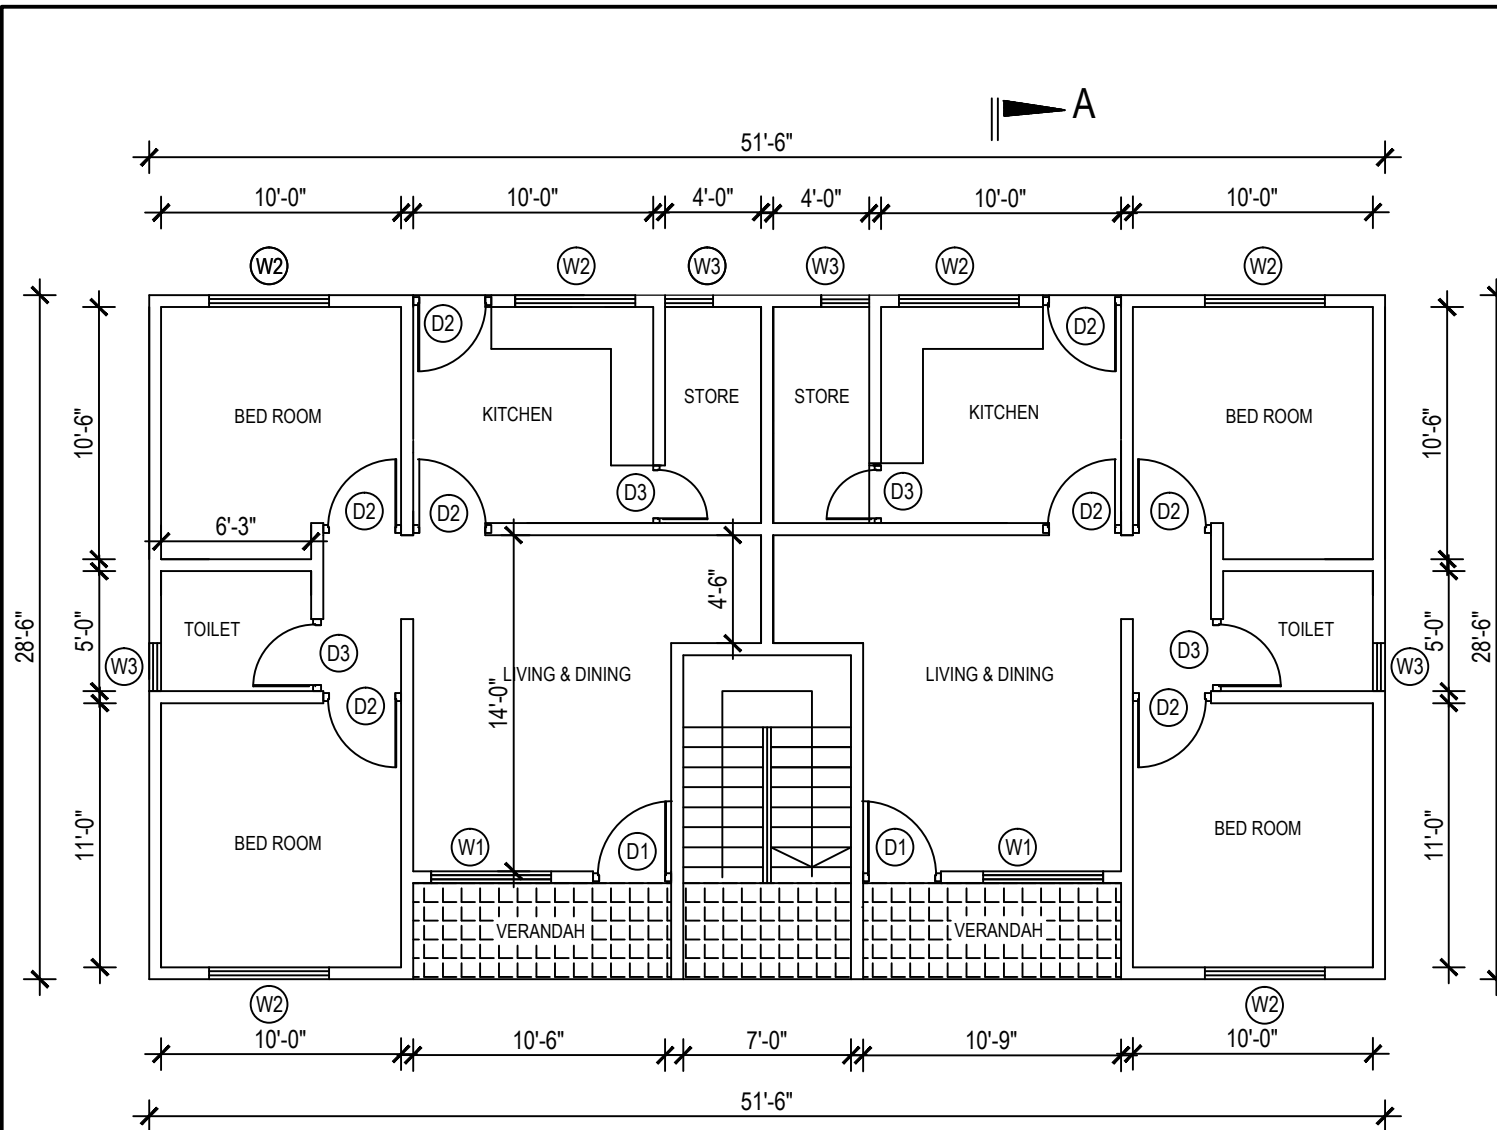 A
51'-6"
10'-0" 10'-0" 4'-0" 4'-0" 10'-0" 10'-0"
W2 W2 W3 W3 W2 W2
D2 D2
BED ROOM KITCHEN STORE STORE KITCHEN BED ROOM
10'-6" 10'-6"
D3 D3
D2 D2 D2 D2
6'-3"
4'-6"
28'-6" 5'-0" TOILET TOILET 5'-0" 28'-6"
W3 D3 D3 W3
LIVING & DINING LIVING & DINING
14'-0"
D2 D2
11'-0" BED ROOM BED ROOM 11'-0"
W1 D1 D1 W1
VERANDAH VERANDAH
W2 W2
10'-0" 10'-6" 7'-0" 10'-9" 10'-0"
51'-6"